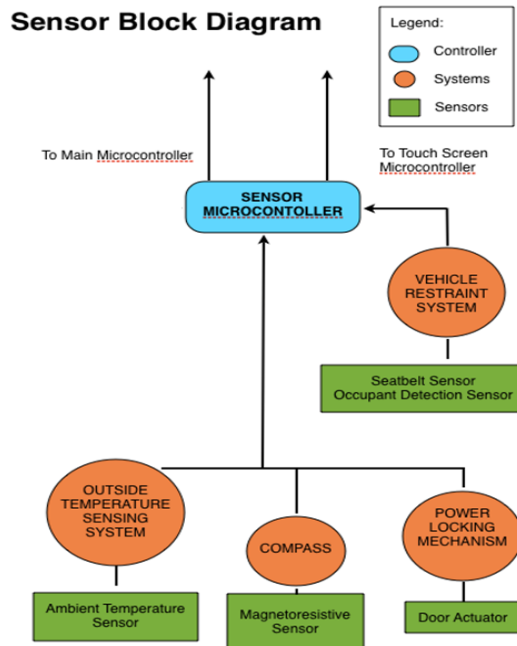 Sensor Block Diagram
Legend:
Controller
Systems
Sensors
To Main Microcontroller
To Touch Screen
Microcontroller
SENSOR
MICROCONTOLLER
VEHICLE
RESTRAINT
SYSTEM
Seatbelt Sensor
Occupant Detection Sensor
OUTSIDE
TEMPERATURE
SENSING
SYSTEM
COMPASS
POWER
LOCKING
MECHANISM
Ambient Temperature
Sensor
Magnetoresistive
Sensor
Door Actuator